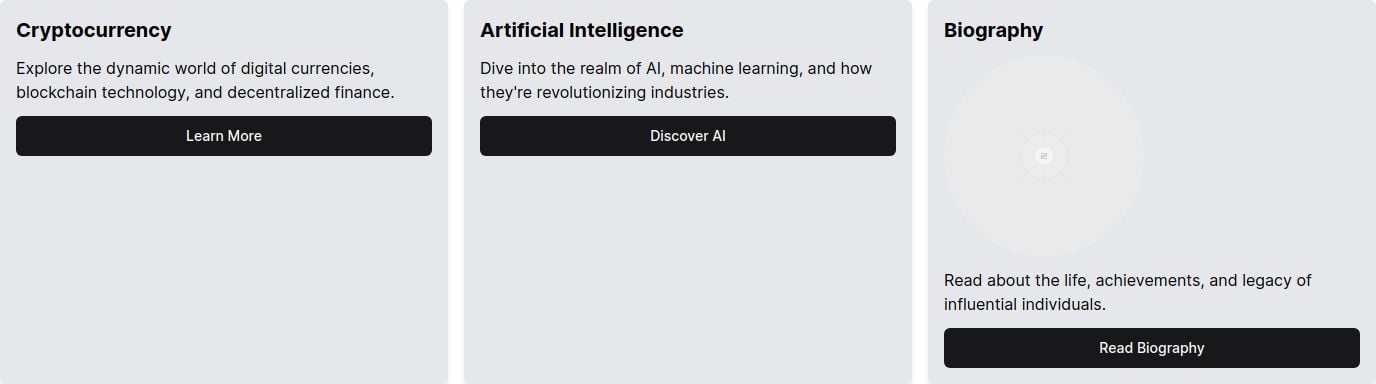 Cryptocurrency
Explore the dynamic world of digital currencies,
blockchain technology, and decentralized finance.
Learn More
Artificial Intelligence
Dive into the realm of AI, machine learning, and how
they're revolutionizing industries.
Discover AI
Biography
Read about the life, achievements, and legacy of
influential individuals.
Read Biography